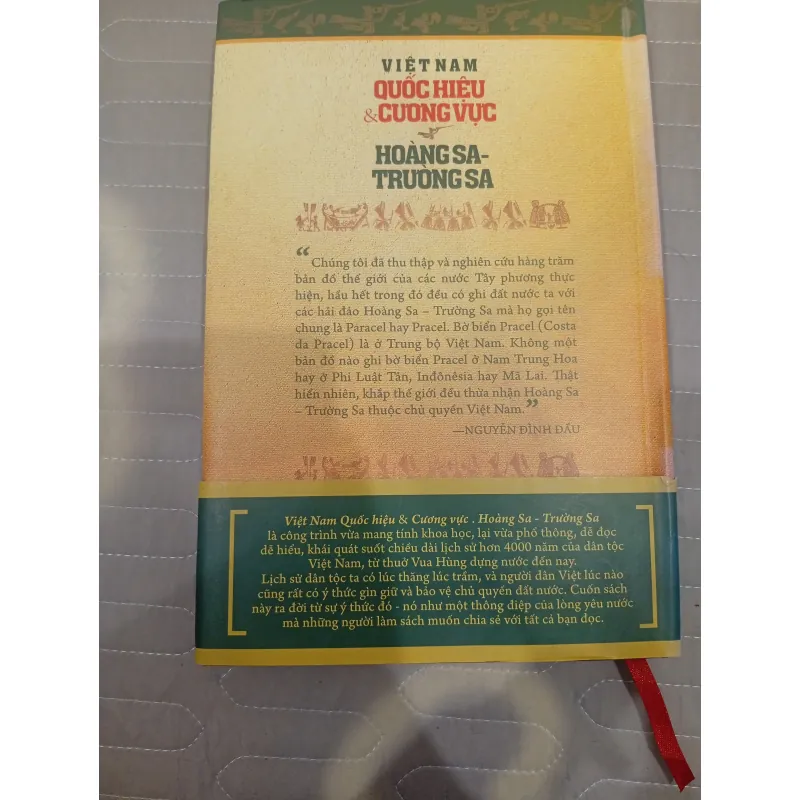 VIỆT NAM
QUỐC HIỆU
& CƯƠNG VỰC
HOÀNG SA-
TRƯỜNG SA
“Chúng tôi đã thu thập và nghiên cứu hàng trăm
bản đồ thế giới của các nước Tây phương thực
hiện, hầu hết trong đó đều có ghi đất nước ta với
các hải đảo Hoàng Sa – Trường Sa mà họ gọi tên
chung là Paracel hay Pracel. Bờ biển Pracel (Costa
da Pracel) là ở Trung bộ Việt Nam. Không một
bản đồ nào ghi bờ biển Pracel ở Nam Trung Hoa
hay ở Phi Luật Tân, Inđônêsia hay Mã Lai. Thật
hiển nhiên, khắp thế giới đều thừa nhận Hoàng Sa
– Trường Sa thuộc chủ quyền Việt Nam.”
—NGUYỄN ĐÌNH ĐẦU
Việt Nam Quốc hiệu & Cương vực . Hoàng Sa - Trường Sa
là công trình vừa mang tính khoa học, lại vừa phổ thông, dễ đọc
dễ hiểu, khái quát suốt chiều dài lịch sử hơn 4000 năm của dân tộc
Việt Nam, từ thuở Vua Hùng dựng nước đến nay.
Lịch sử dân tộc ta có lúc thăng lúc trầm, và người dân Việt lúc nào
cũng rất có ý thức gìn giữ và bảo vệ chủ quyền đất nước. Cuốn sách
này ra đời từ sự ý thức đó - nó như một thông điệp của lòng yêu nước
mà những người làm sách muốn chia sẻ với tất cả bạn đọc.